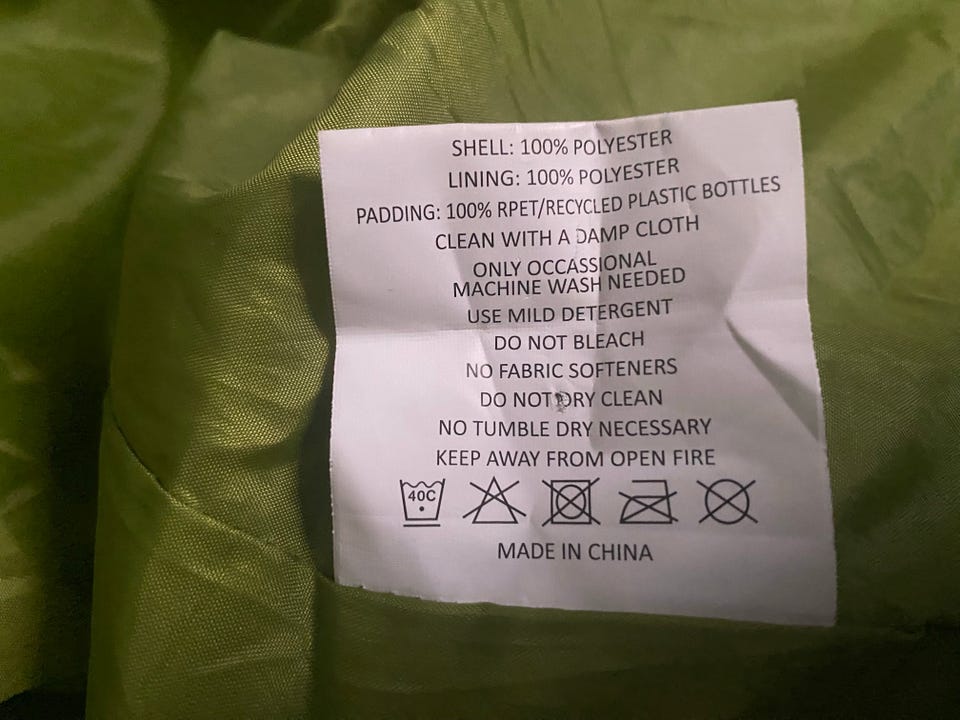 SHELL: 100% POLYESTER
LINING: 100% POLYESTER
PADDING: 100% RPET/RECYCLED PLASTIC BOTTLES
CLEAN WITH A DAMP CLOTH
ONLY OCCASSIONAL
MACHINE WASH NEEDED
USE MILD DETERGENT
DO NOT BLEACH
NO FABRIC SOFTENERS
DO NOT DRY CLEAN
NO TUMBLE DRY NECESSARY
KEEP AWAY FROM OPEN FIRE
40C
MADE IN CHINA